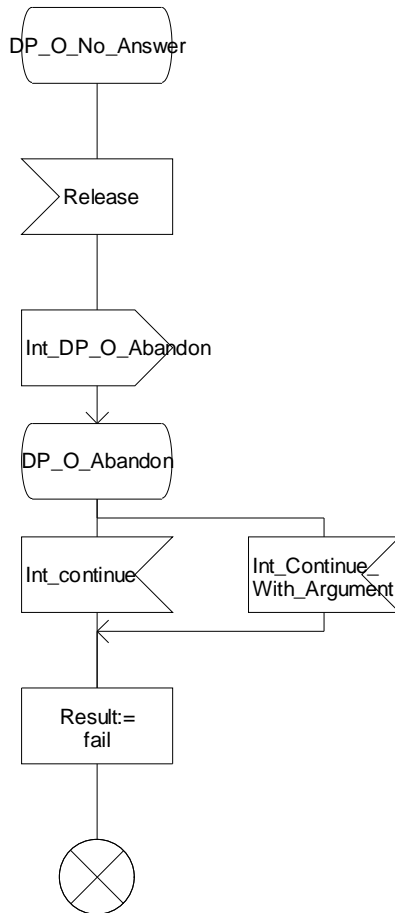 DP_O_No_Answer
Release
Int_DP_O_Abandon
DP_O_Abandon
Int_continue
Int_Continue_
With_Argument
Result:=
fail